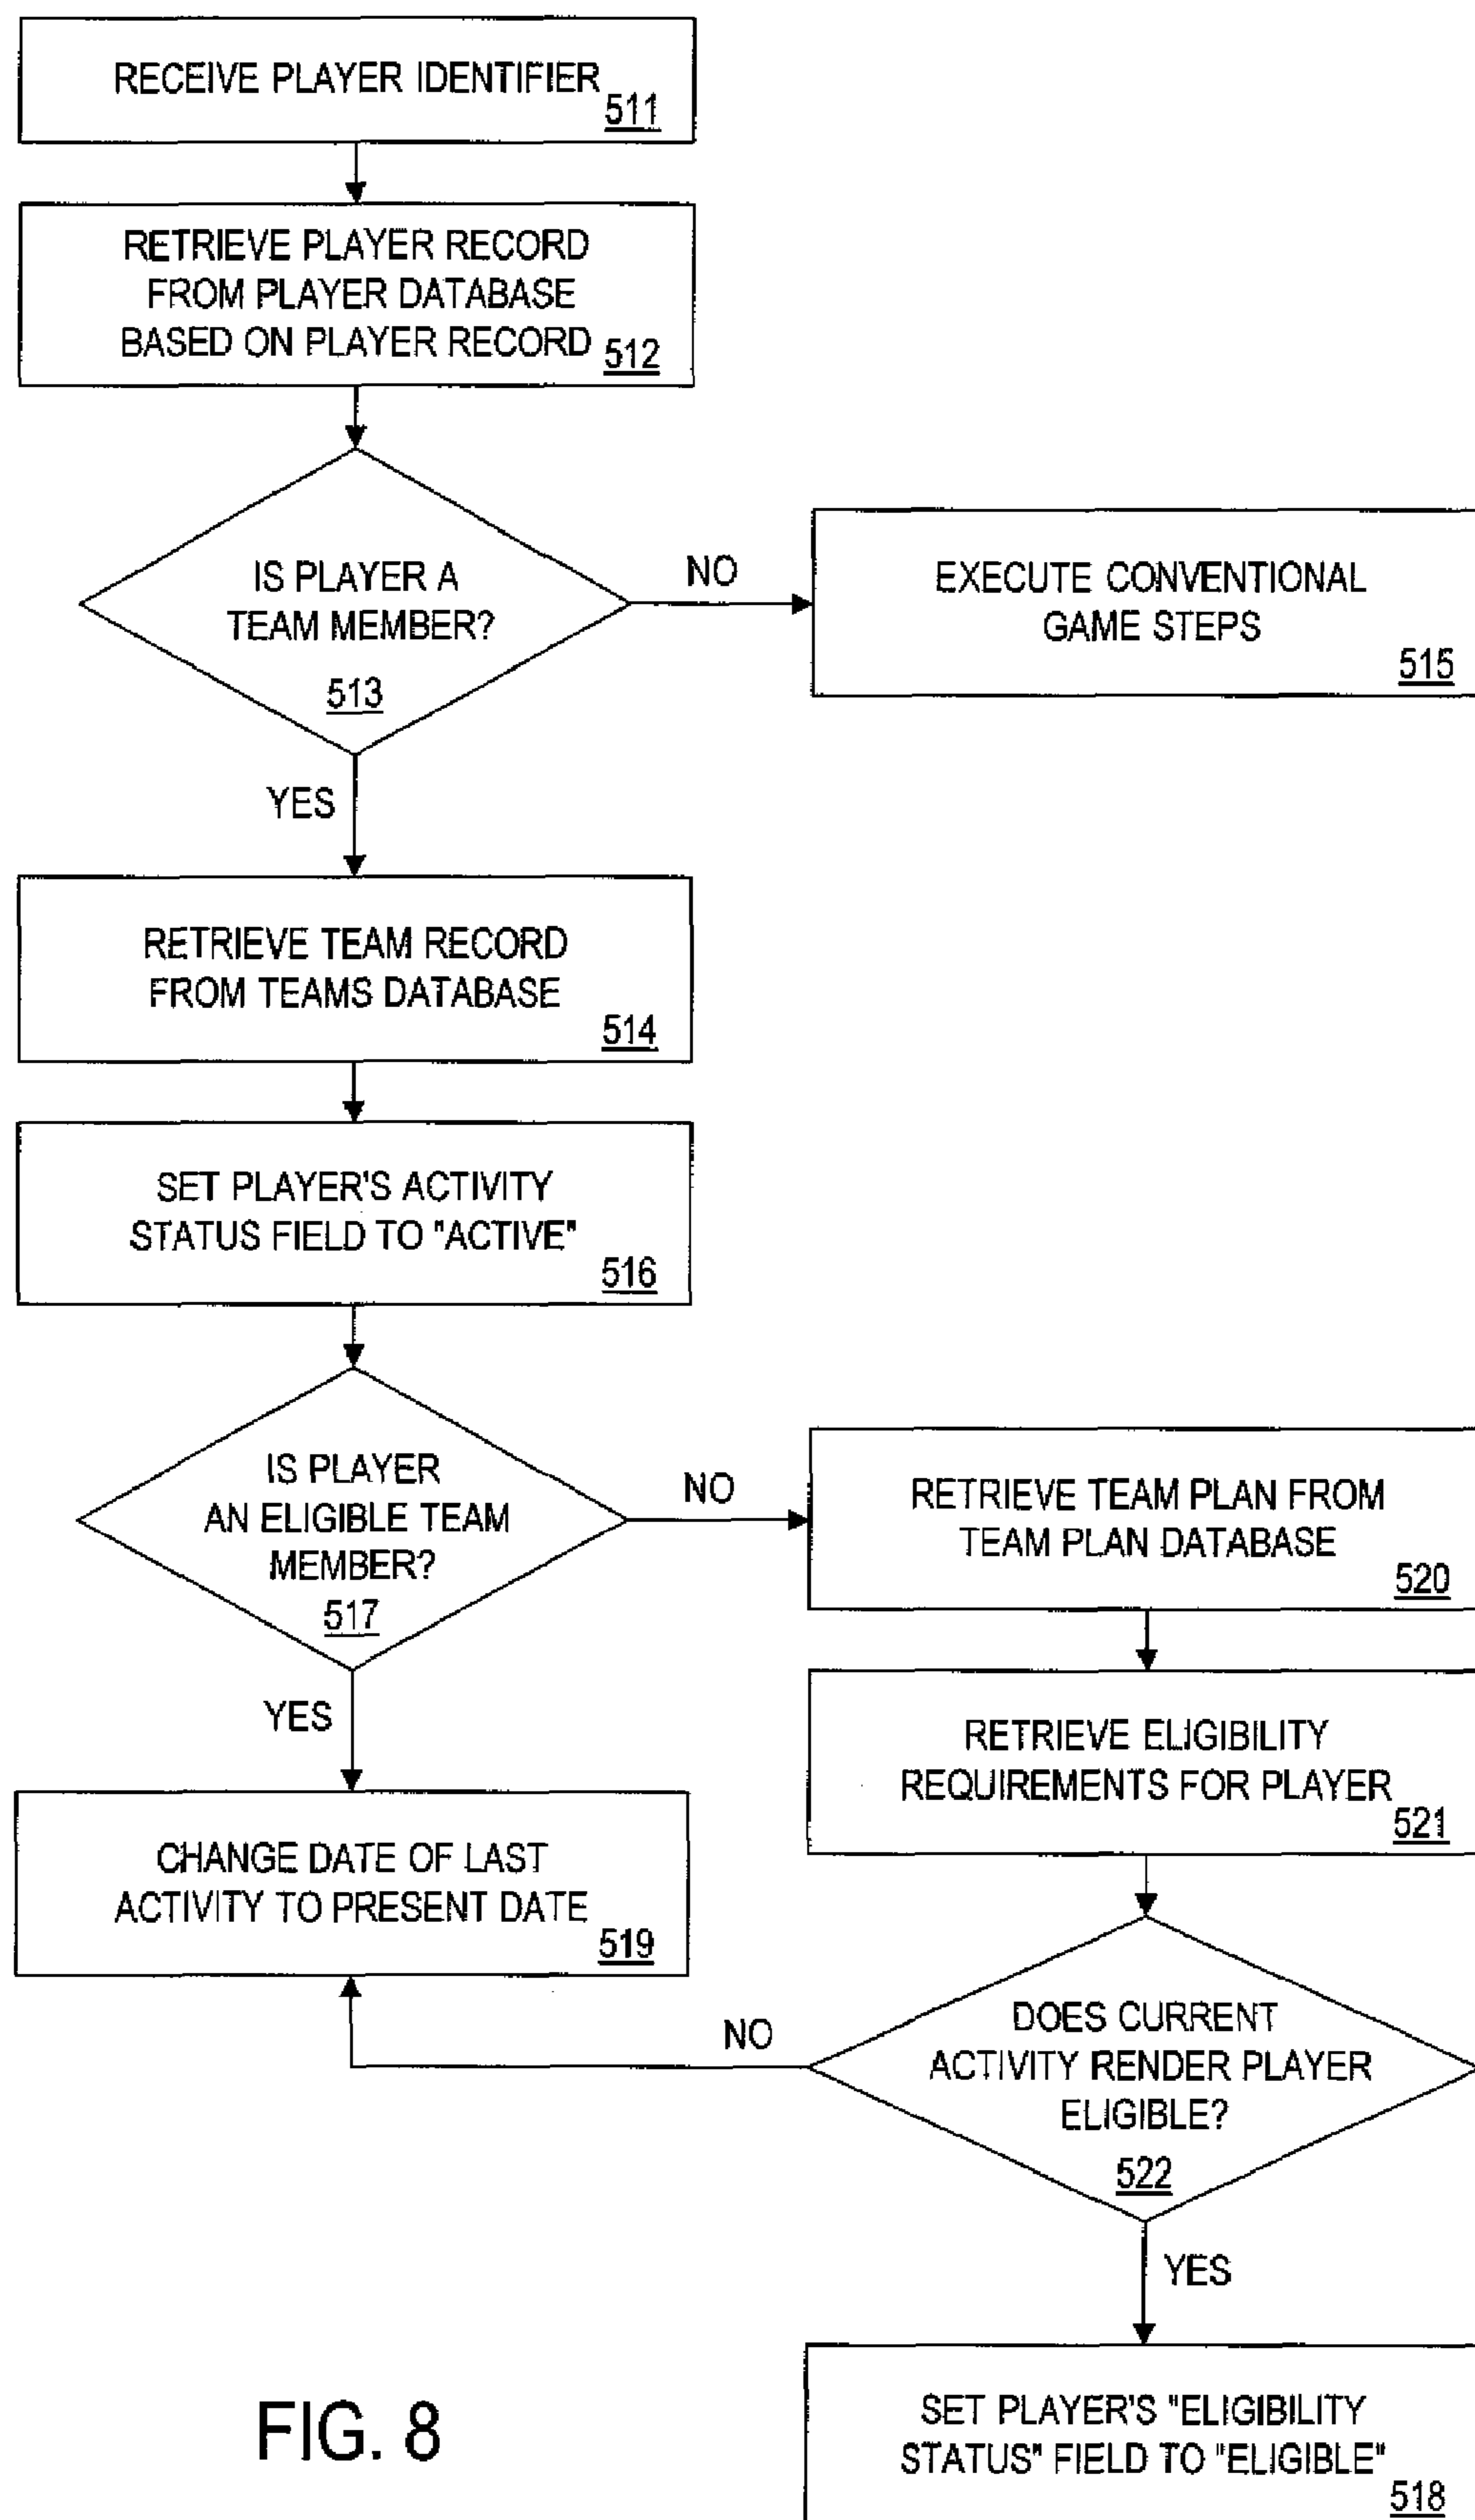 RECEIVE PLAYER IDENTIFIER
511
RETRIEVE PLAYER RECORD
FROM PLAYER DATABASE
BASED ON PLAYER RECORD
512
IS PLAYER A
TEAM MEMBER?
513
NO
EXECUTE CONVENTIONAL
GAME STEPS
515
YES
RETRIEVE TEAM RECORD
FROM TEAMS DATABASE
514
SET PLAYER'S ACTIVITY
STATUS FIELD TO "ACTIVE"
516
IS PLAYER
AN ELIGIBLE TEAM
MEMBER?
517
NO
RETRIEVE TEAM PLAN FROM
TEAM PLAN DATABASE
520
YES
RETRIEVE ELIGIBILITY
REQUIREMENTS FOR PLAYER
521
CHANGE DATE OF LAST
ACTIVITY TO PRESENT DATE
519
NO
DOES CURRENT
ACTIVITY RENDER PLAYER
ELIGIBLE?
522
YES
SET PLAYER'S "ELIGIBILITY
STATUS" FIELD TO "ELIGIBLE"
518
FIG. 8